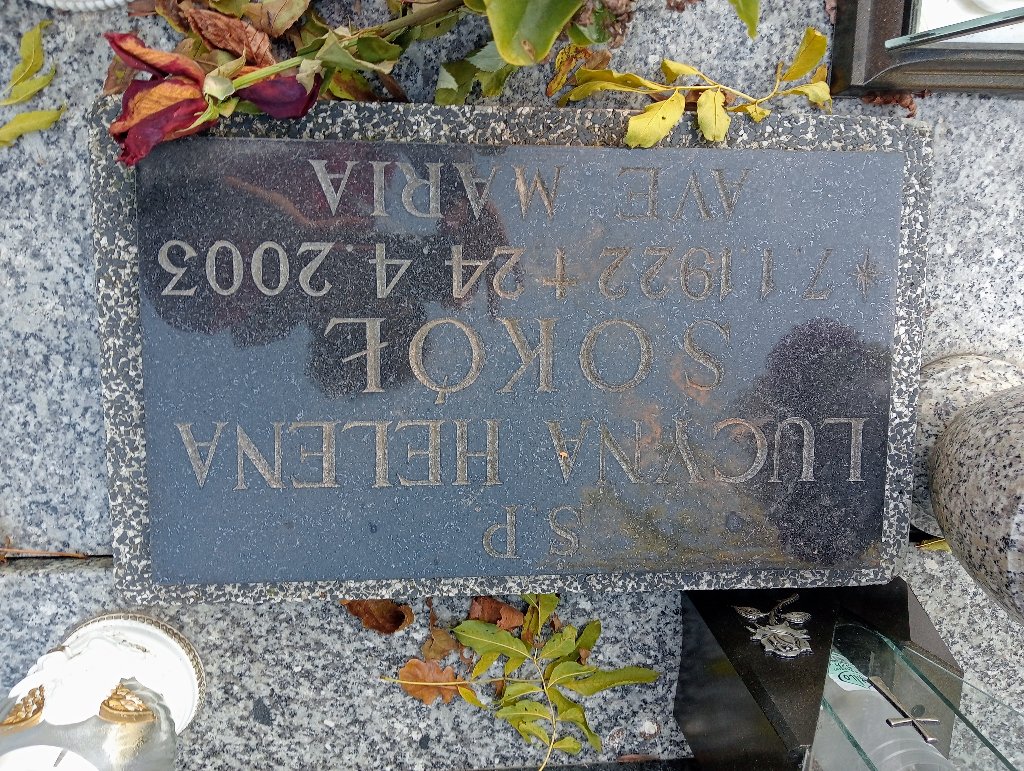 S.P.
LUCYNA HELENA
SOKÓŁ
*7.1.1922 ✝24.4.2003
AVE MARIA